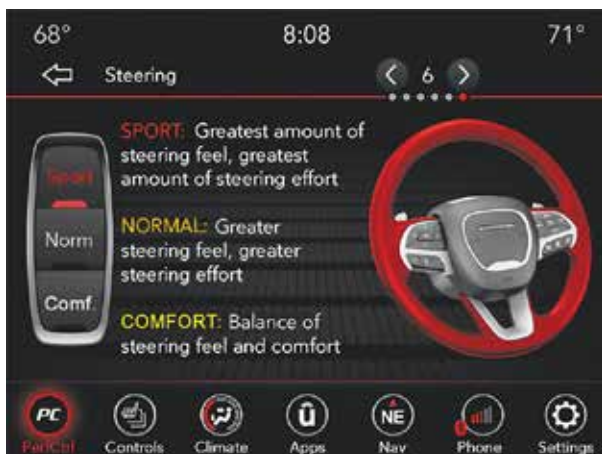 68° 8:08 71°
Steering 6
SPORT: Greatest amount of
steering feel, greatest
amount of steering effort
Sport
Norm
NORMAL: Greater
steering feel, greater
steering effort
Comf.
COMFORT: Balance of
steering feel and comfort
PC Û NE
PerfCtrl Controls Climate Apps Nav Phone Settings